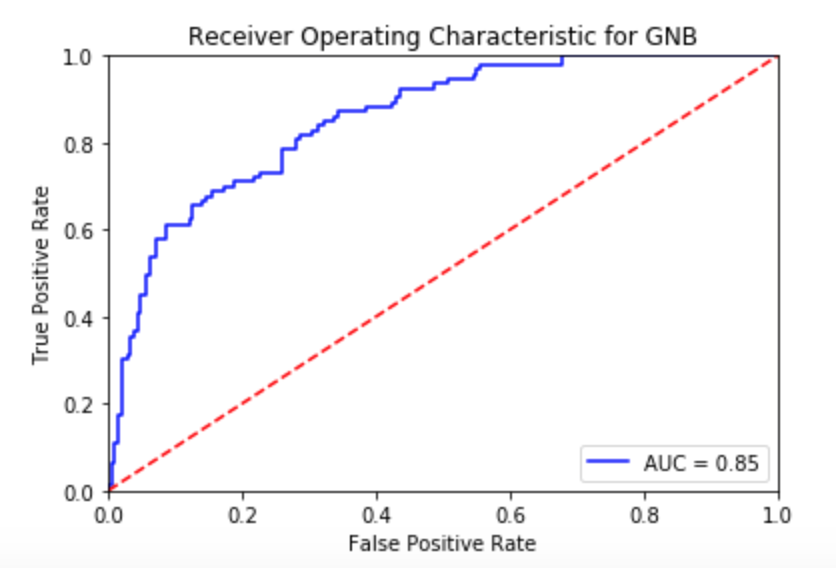 Receiver Operating Characteristic for GNB
1.0
0.8
0.6
0.4
0.2
0.0
True Positive Rate
AUC = 0.85
0.0 0.2 0.4 0.6 0.8 1.0
False Positive Rate